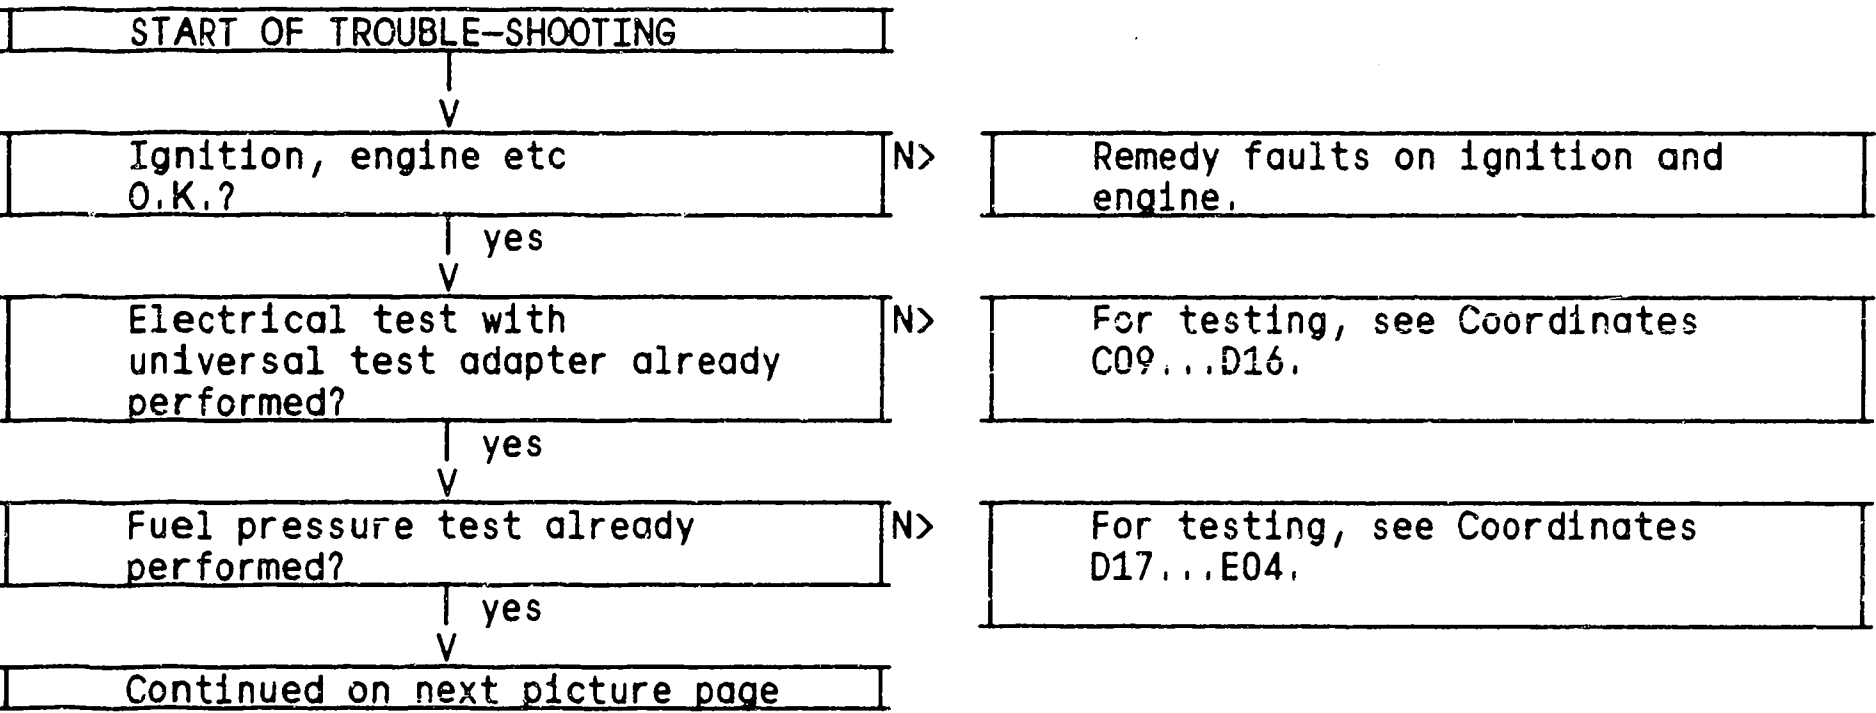 START OF TROUBLE-SHOOTING
V
Ignition, engine etc
O.K.?
N>
Remedy faults on ignition and
engine.
yes
V
Electrical test with
universal test adapter already
performed?
N>
For testing, see Coordinates
C09...D16.
yes
V
Fuel pressure test already
performed?
N>
For testing, see Coordinates
D17...E04.
yes
V
Continued on next picture page